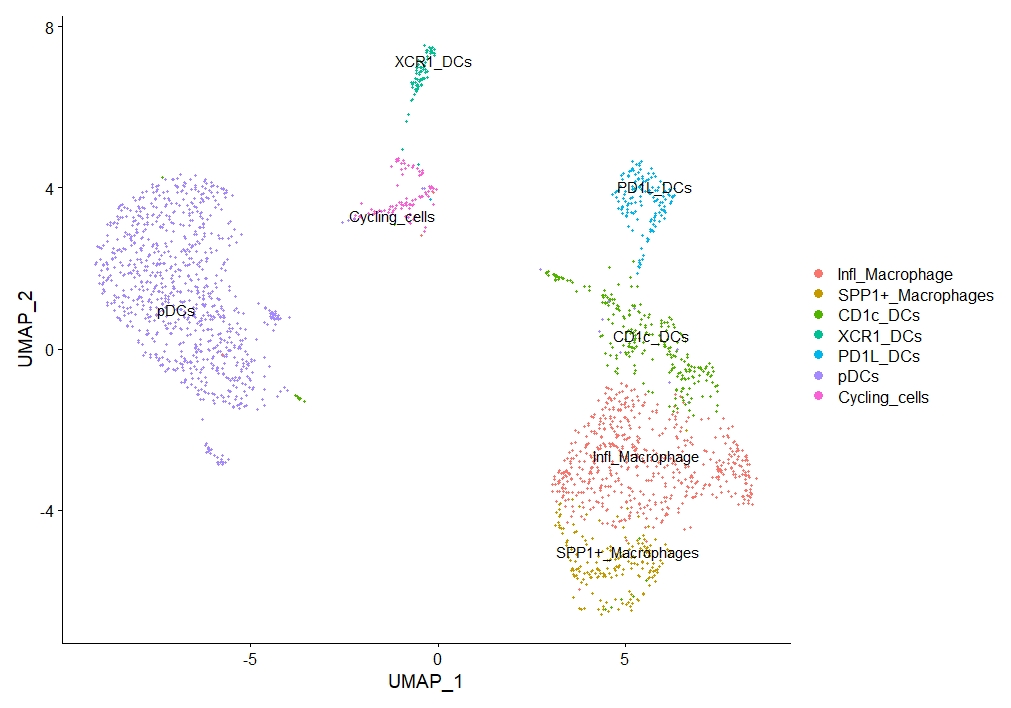 8
4
0
-4
UMAP_2
-5
0
5
UMAP_1
XCR1_DCs
PD1L_DCs
Cycling_cells
pDCs
CD1c_DCs
Infl_Macrophage
SPP1+_Macrophages
Infl_Macrophage
SPP1+_Macrophages
CD1c_DCs
XCR1_DCs
PD1L_DCs
pDCs
Cycling_cells